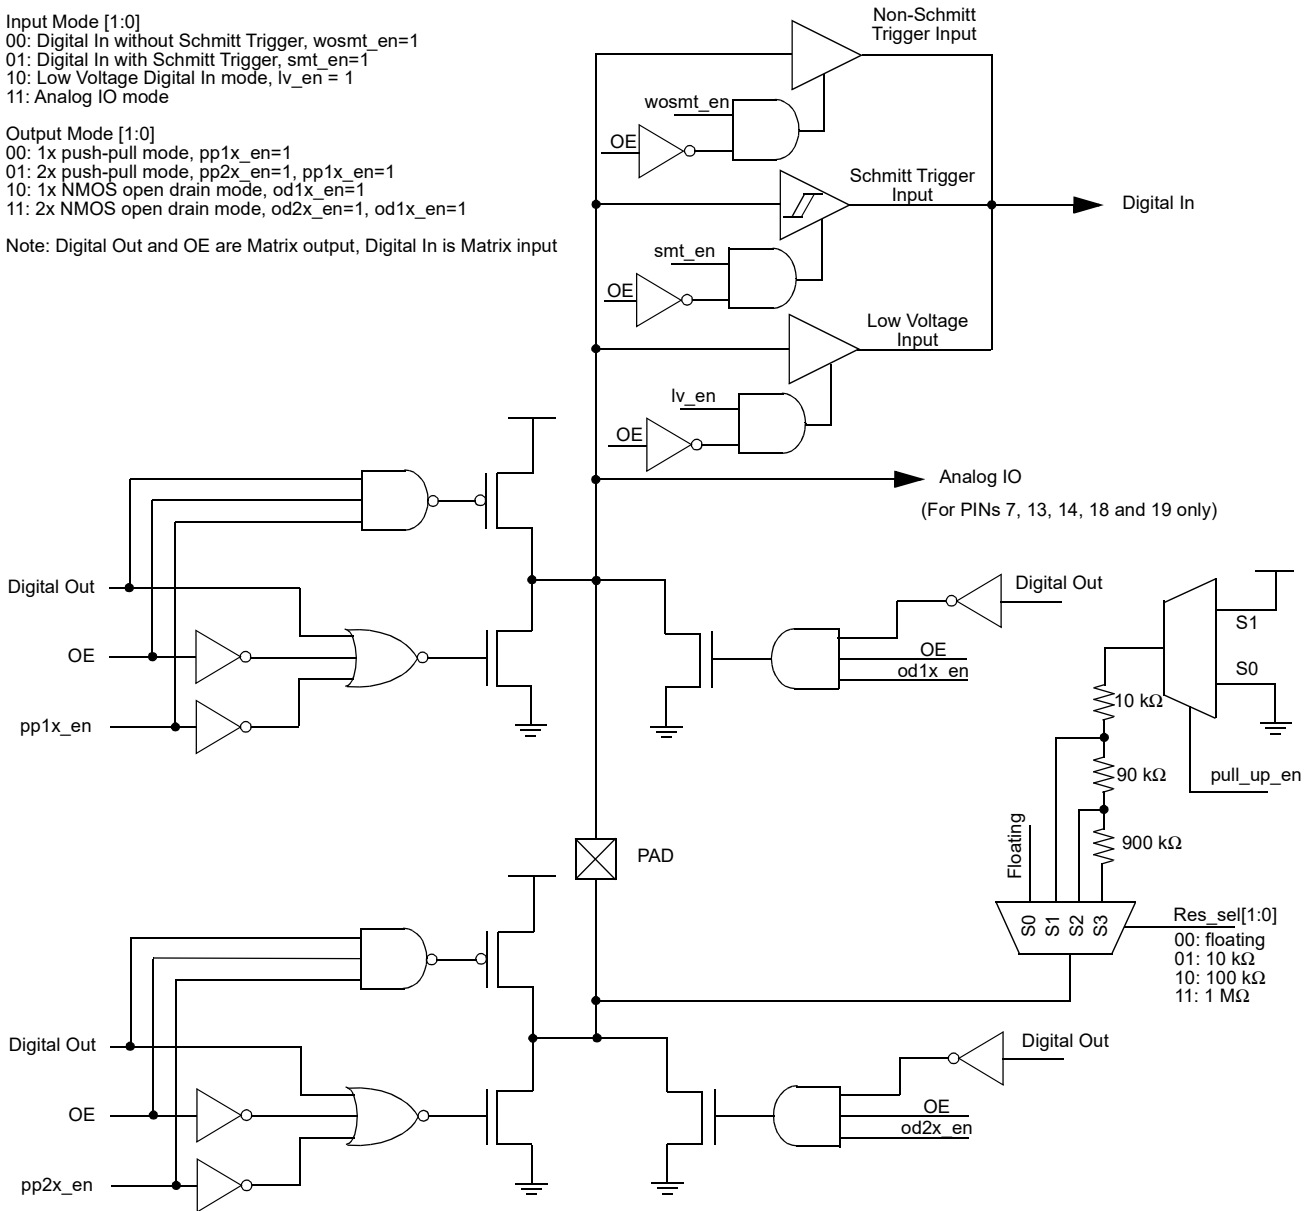 Input Mode [1:0]
00: Digital In without Schmitt Trigger, wosmt_en=1
01: Digital In with Schmitt Trigger, smt_en=1
10: Low Voltage Digital In mode, lv_en = 1
11: Analog IO mode
Output Mode [1:0]
00: 1x push-pull mode, pp1x_en=1
01: 2x push-pull mode, pp2x_en=1, pp1x_en=1
10: 1x NMOS open drain mode, od1x_en=1
11: 2x NMOS open drain mode, od2x_en=1, od1x_en=1
Note: Digital Out and OE are Matrix output, Digital In is Matrix input
Non-Schmitt
Trigger Input
wosmt_en
OE
Schmitt Trigger
Input
Digital In
smt_en
OE
Low Voltage
Input
lv_en
OE
Analog IO
(For PINs 7, 13, 14, 18 and 19 only)
Digital Out
OE
pp1x_en
Digital Out
OE
od1x_en
S1
S0
pull_up_en
10 kΩ
90 kΩ
900 kΩ
Floating
S0
S1
S2
S3
Res_sel[1:0]
00: floating
01: 10 kΩ
10: 100 kΩ
11: 1 MΩ
PAD
Digital Out
OE
pp2x_en
Digital Out
OE
od2x_en